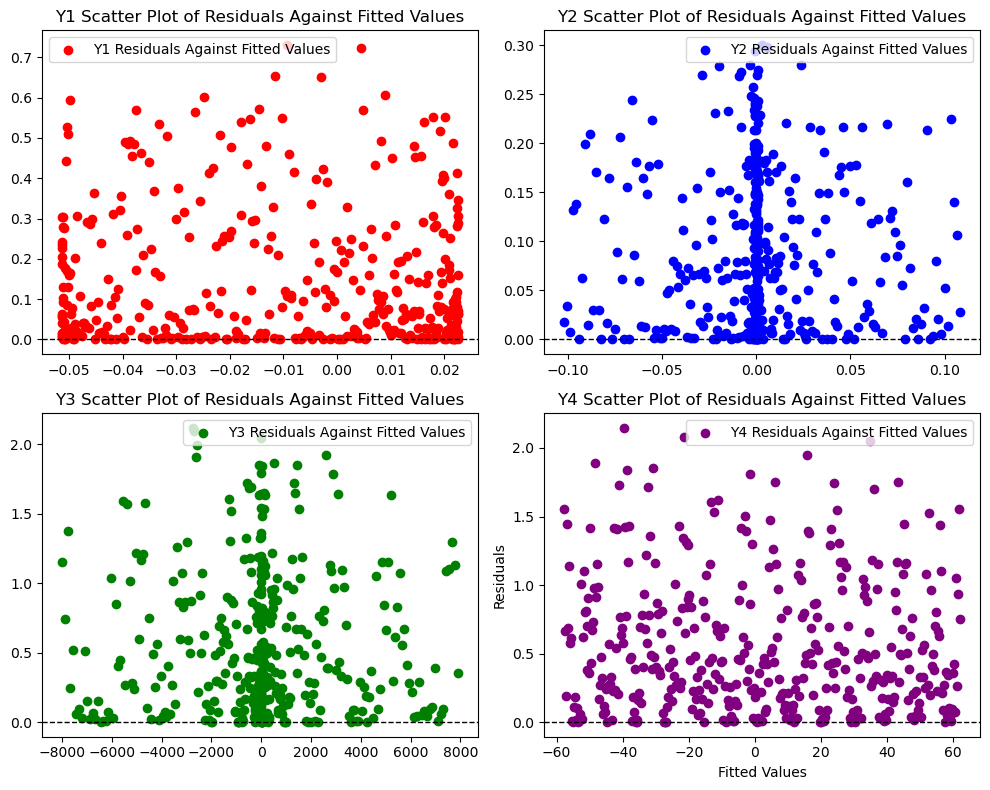 Y1 Scatter Plot of Residuals Against Fitted Values
Y1 Residuals Against Fitted Values
0.7
0.6
0.5
0.4
0.3
0.2
0.1
0.0
−0.05 −0.04 −0.03 −0.02 −0.01 0.00 0.01 0.02
Y2 Scatter Plot of Residuals Against Fitted Values
Y2 Residuals Against Fitted Values
0.30
0.25
0.20
0.15
0.10
0.05
0.00
−0.10 −0.05 0.00 0.05 0.10
Y3 Scatter Plot of Residuals Against Fitted Values
Y3 Residuals Against Fitted Values
2.0
1.5
1.0
0.5
0.0
−8000 −6000 −4000 −2000 0 2000 4000 6000 8000
Y4 Scatter Plot of Residuals Against Fitted Values
Y4 Residuals Against Fitted Values
Residuals
2.0
1.5
1.0
0.5
0.0
−60 −40 −20 0 20 40 60
Fitted Values